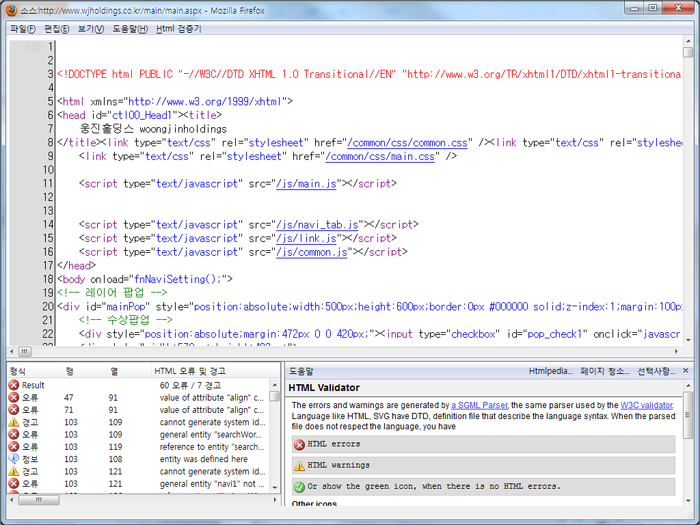 소스:http://www.wjholdings.co.kr/main/main.aspx - Mozilla Firefox
파일(F) 편집(E) 보기(V) 도움말(H) Html 검증기
1
2
3 <!DOCTYPE html PUBLIC "-//W3C//DTD XHTML 1.0 Transitional//EN" "http://www.w3.org/TR/xhtml1/DTD/xhtml1-transitiona
4
5 <html xmlns="http://www.w3.org/1999/xhtml">
6 <head id="ctl00_Head1"><title>
7 웅진홀딩스 woongjinholdings
8 </title><link type="text/css" rel="stylesheet" href="/common/css/common.css" /><link type="text/css" rel="styleshe
9 <link type="text/css" rel="stylesheet" href="/common/css/main.css" />
10
11 <script type="text/javascript" src="/js/main.js"></script>
12
13
14 <script type="text/javascript" src="/js/navi_tab.js"></script>
15 <script type="text/javascript" src="/js/link.js"></script>
16 <script type="text/javascript" src="/js/common.js"></script>
17 </head>
18 <body onload="fnNaviSetting();">
19 <!-- 레이어 팝업 -->
20 <div id="mainPop" style="position:absolute;width:500px;height:600px;border:0px #000000 solid;z-index:1;margin:100p
21 <!-- 수상팝업 -->
22 <div style="position:absolute;margin:472px 0 0 420px;"><input type="checkbox" id="pop_check1" onclick="javascr
형식 행 열 HTML 오류 및 경고
Result 60 오류 / 7 경고
오류 47 91 value of attribute "align" c...
오류 71 91 value of attribute "align" c...
경고 103 109 cannot generate system id...
오류 103 109 general entity "searchWor...
오류 103 119 reference to entity "searc...
정보 103 108 entity was defined here
경고 103 121 cannot generate system id...
오류 103 121 general entity "navi1" not ...
도움말 Htmlpedia... 페이지 청소... 선택사항... ×
HTML Validator
The errors and warnings are generated by a SGML Parser, the same parser used by the W3C validator.
Language like HTML, SVG have DTD, definition file that describe the language syntax. When the parsed
file does not respect the language, you have
HTML errors
HTML warnings
Or show the green icon, when there is no HTML errors.
Other icons